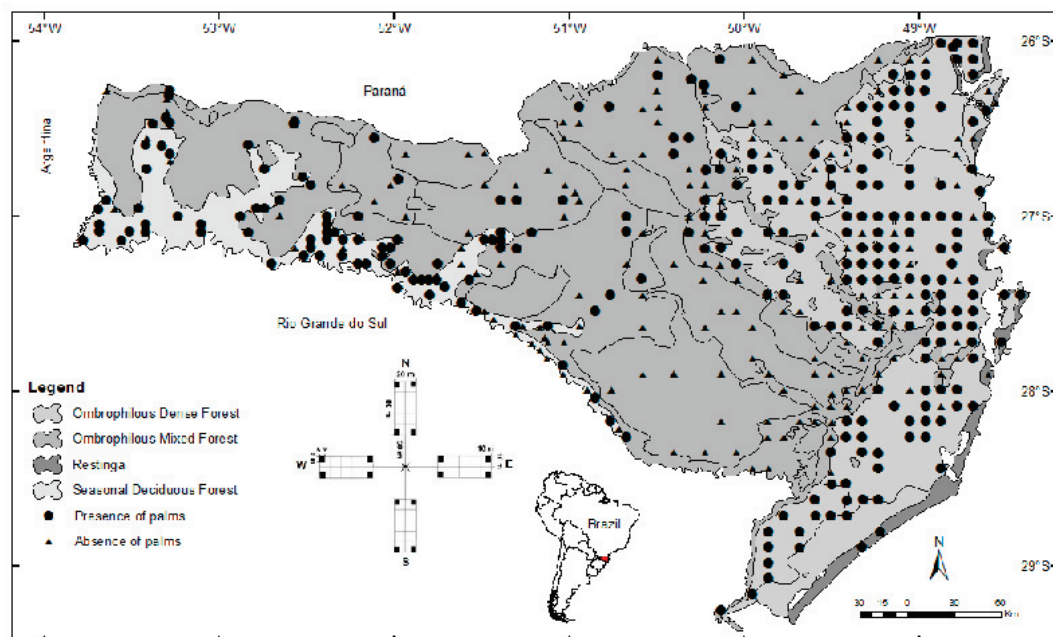 54°W 53°W 52°W 51°W 50°W 49°W
26°S
Paraná
Argentina
27°S
Rio Grande do Sul
Legend
Ombrophilous Dense Forest
Ombrophilous Mixed Forest
Restinga
Seasonal Deciduous Forest
Presence of palms
Absence of palms
N
20 m
W
10 m
E
S
28°S
Brazil
N
29°S
30 15 0 30 60
Km